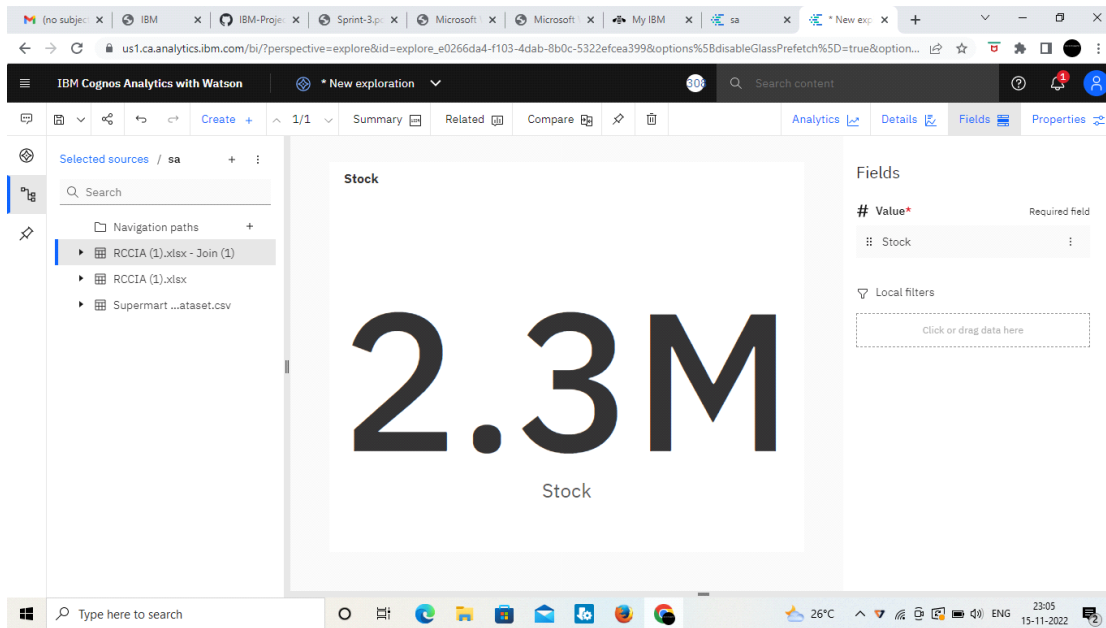 (no subjec
IBM
IBM-Projec
Sprint-3.pd
Microsoft
Microsoft
My IBM
sa
* New exp
us1.ca.analytics.ibm.com/bi/?perspective=explore&id=explore_e0266da4-f103-4dab-8b0c-5322efcea399&options%5BdisableGlassPrefetch%5D=true&option...
IBM Cognos Analytics with Watson
* New exploration
308
Search content
1
Create +
1/1
Summary
Related
Compare
Analytics
Details
Fields
Properties
Selected sources / sa
Search
Navigation paths
RCCIA (1).xlsx - Join (1)
RCCIA (1).xlsx
Supermart ...ataset.csv
Stock
2.3M
Stock
Fields
# Value*
Required field
Stock
Local filters
Click or drag data here
Type here to search
26°C
ENG
23:05
15-11-2022
2